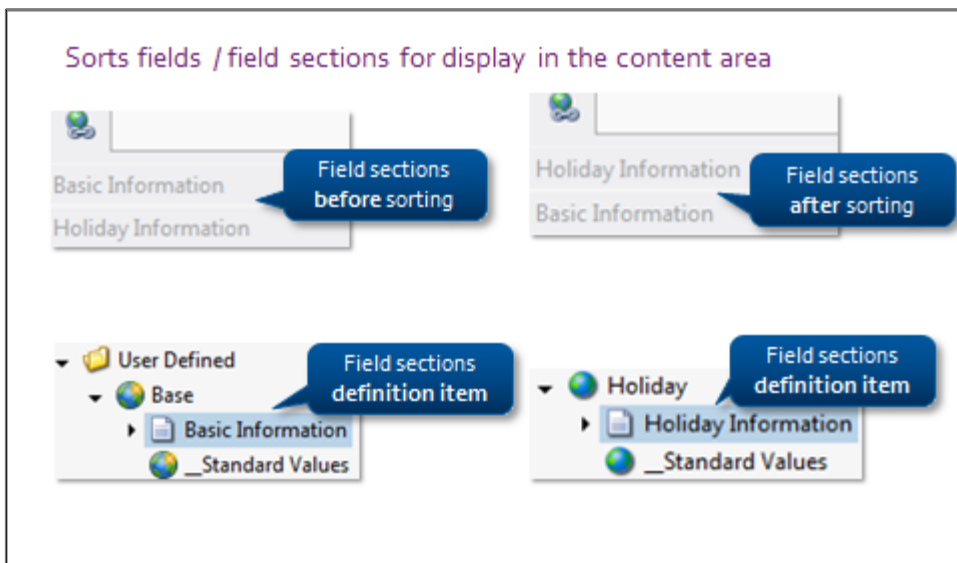 Sorts fields / field sections for display in the content area
Basic Information
Holiday Information
Field sections
before sorting
Holiday Information
Basic Information
Field sections
after sorting
User Defined
Base
Basic Information
__Standard Values
Field sections
definition item
Holiday
Holiday Information
__Standard Values
Field sections
definition item